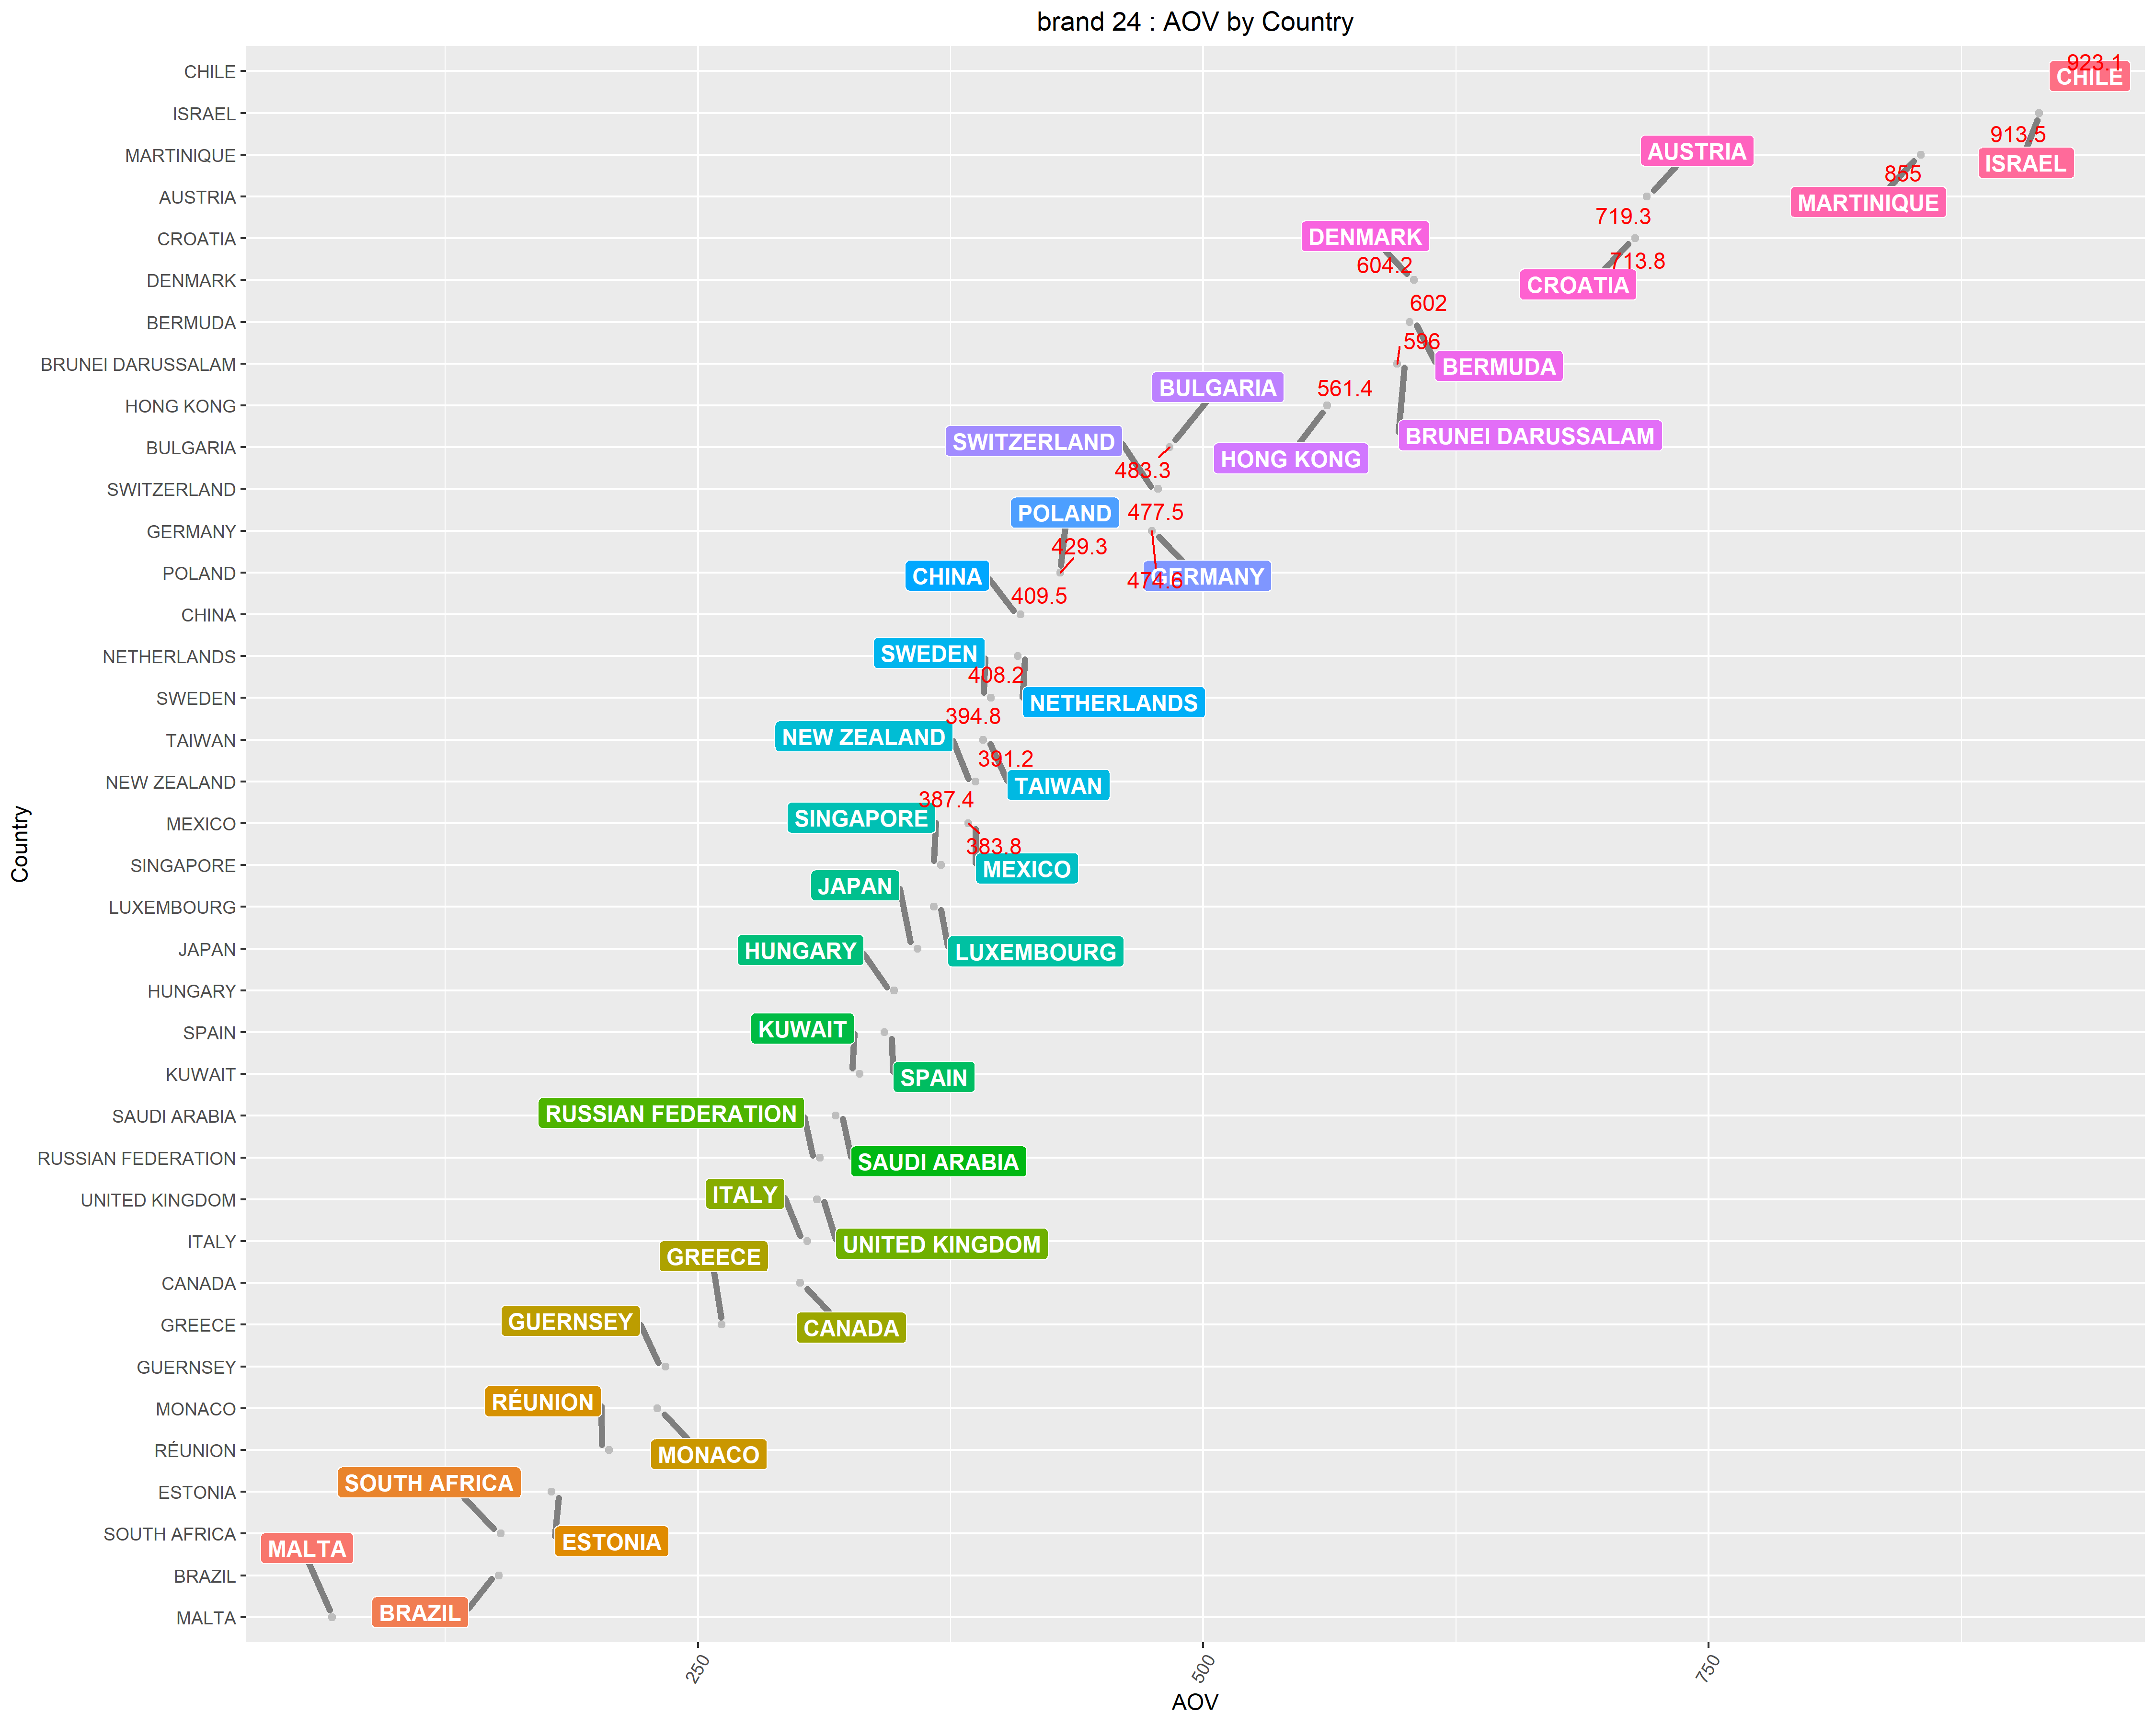 brand 24 : AOV by Country
Country
CHILE
ISRAEL
MARTINIQUE
AUSTRIA
CROATIA
DENMARK
BERMUDA
BRUNEI DARUSSALAM
HONG KONG
BULGARIA
SWITZERLAND
GERMANY
POLAND
CHINA
NETHERLANDS
SWEDEN
TAIWAN
NEW ZEALAND
MEXICO
SINGAPORE
LUXEMBOURG
JAPAN
HUNGARY
SPAIN
KUWAIT
SAUDI ARABIA
RUSSIAN FEDERATION
UNITED KINGDOM
ITALY
CANADA
GREECE
GUERNSEY
MONACO
RÉUNION
ESTONIA
SOUTH AFRICA
BRAZIL
MALTA
923.1
CHILE
913.5
ISRAEL
AUSTRIA
855
MARTINIQUE
719.3
DENMARK
604.2
713.8
CROATIA
602
596
BERMUDA
BULGARIA
561.4
SWITZERLAND
BRUNEI DARUSSALAM
HONG KONG
483.3
POLAND
477.5
429.3
CHINA
474.6
GERMANY
409.5
SWEDEN
408.2
NETHERLANDS
394.8
NEW ZEALAND
391.2
TAIWAN
387.4
SINGAPORE
383.8
MEXICO
JAPAN
HUNGARY
LUXEMBOURG
KUWAIT
SPAIN
RUSSIAN FEDERATION
SAUDI ARABIA
ITALY
UNITED KINGDOM
GREECE
GUERNSEY
CANADA
RÉUNION
MONACO
SOUTH AFRICA
ESTONIA
MALTA
BRAZIL
250
500
750
AOV